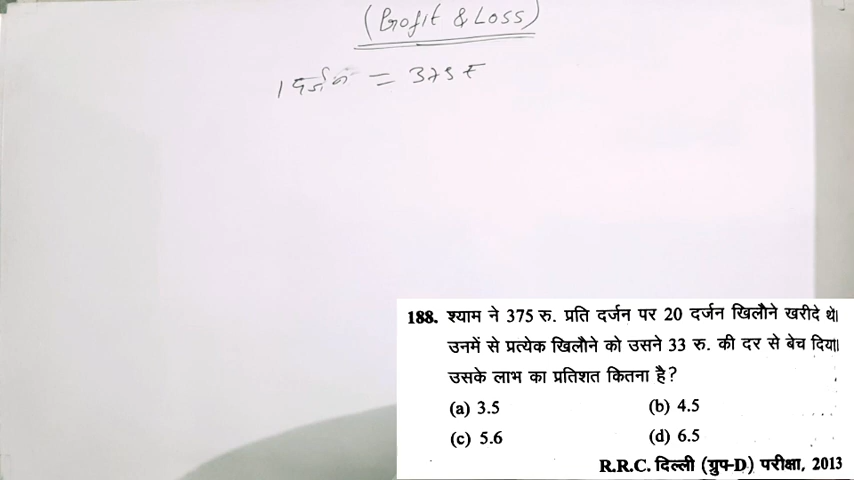 (Profit & Loss)
1 दर्जन = 375 ₹
188. श्याम ने 375 रु. प्रति दर्जन पर 20 दर्जन खिलौने खरीदे थे।
उनमें से प्रत्येक खिलौने को उसने 33 रु. की दर से बेच दिया।
उसके लाभ का प्रतिशत कितना है?
(a) 3.5 (b) 4.5
(c) 5.6 (d) 6.5
R.R.C. दिल्ली (ग्रुप-D) परीक्षा, 2013